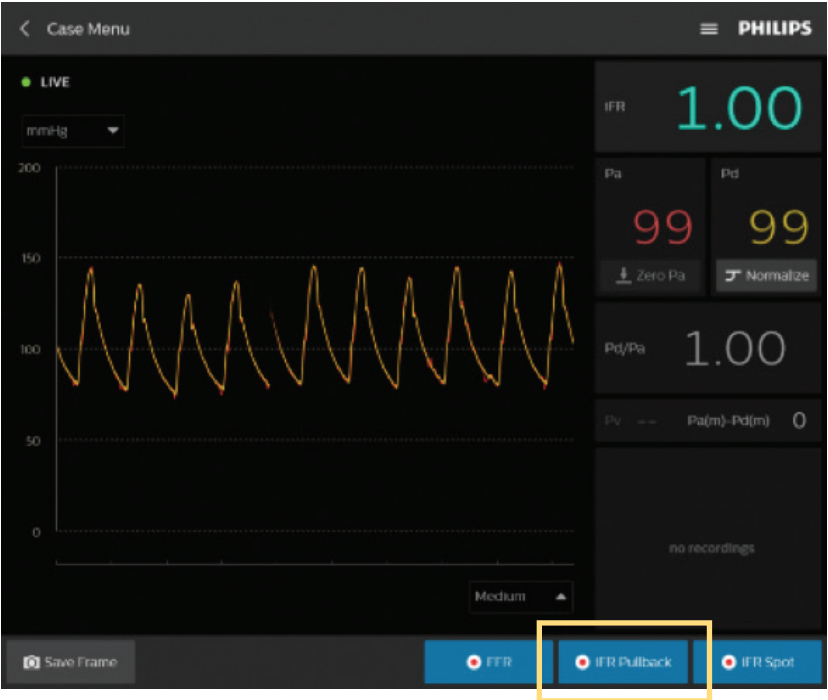 Case Menu
PHILIPS
LIVE
mmHg
200
150
100
50
0
Medium
iFR 1.00
Pa Pd
99 99
Zero Pa Normalize
Pd/Pa 1.00
Pv -- Pa(m)-Pd(m) 0
no recordings
Save Frame FFR iFR Pullback iFR Spot